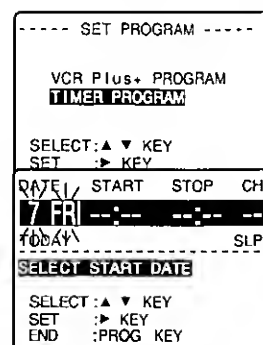 ----- SET PROGRAM -----
VCR Plus+ PROGRAM
TIMER PROGRAM
SELECT:▲ ▼ KEY
SET :► KEY
DATE START STOP CH
7 FRI --:-- --:--
TODAY SLP
SELECT START DATE
SELECT :▲ ▼ KEY
SET :► KEY
END :PROG KEY